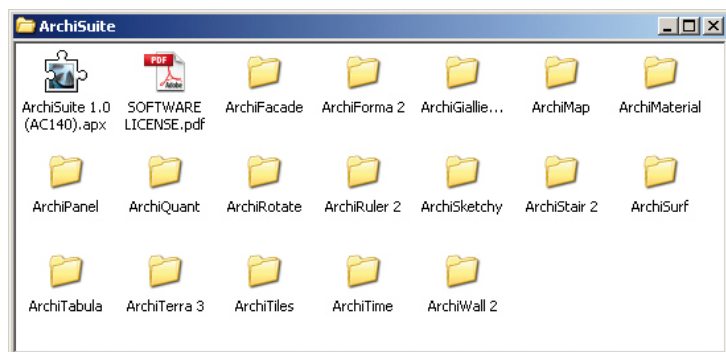 ArchiSuite
PDF
Adobe
ArchiSuite 1.0 (AC140).apx
SOFTWARE LICENSE.pdf
ArchiFacade
ArchiForma 2
ArchiGiallie...
ArchiMap
ArchiMaterial
ArchiPanel
ArchiQuant
ArchiRotate
ArchiRuler 2
ArchiSketchy
ArchiStair 2
ArchiSurf
ArchiTabula
ArchiTerra 3
ArchiTiles
ArchiTime
ArchiWall 2